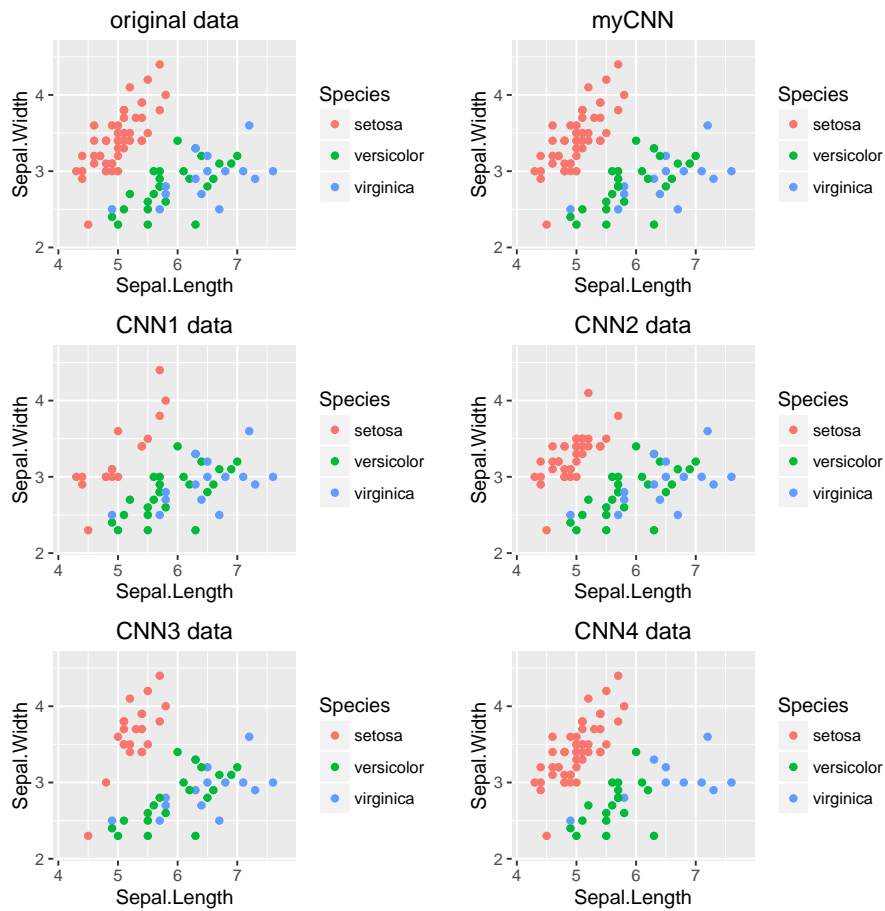 original data
Sepal.Width
4
3
2
4
5
6
7
Sepal.Length
Species
setosa
versicolor
virginica
myCNN
Sepal.Width
4
3
2
4
5
6
7
Sepal.Length
Species
setosa
versicolor
virginica
CNN1 data
Sepal.Width
4
3
2
4
5
6
7
Sepal.Length
Species
setosa
versicolor
virginica
CNN2 data
Sepal.Width
4
3
2
4
5
6
7
Sepal.Length
Species
setosa
versicolor
virginica
CNN3 data
Sepal.Width
4
3
2
4
5
6
7
Sepal.Length
Species
setosa
versicolor
virginica
CNN4 data
Sepal.Width
4
3
2
4
5
6
7
Sepal.Length
Species
setosa
versicolor
virginica